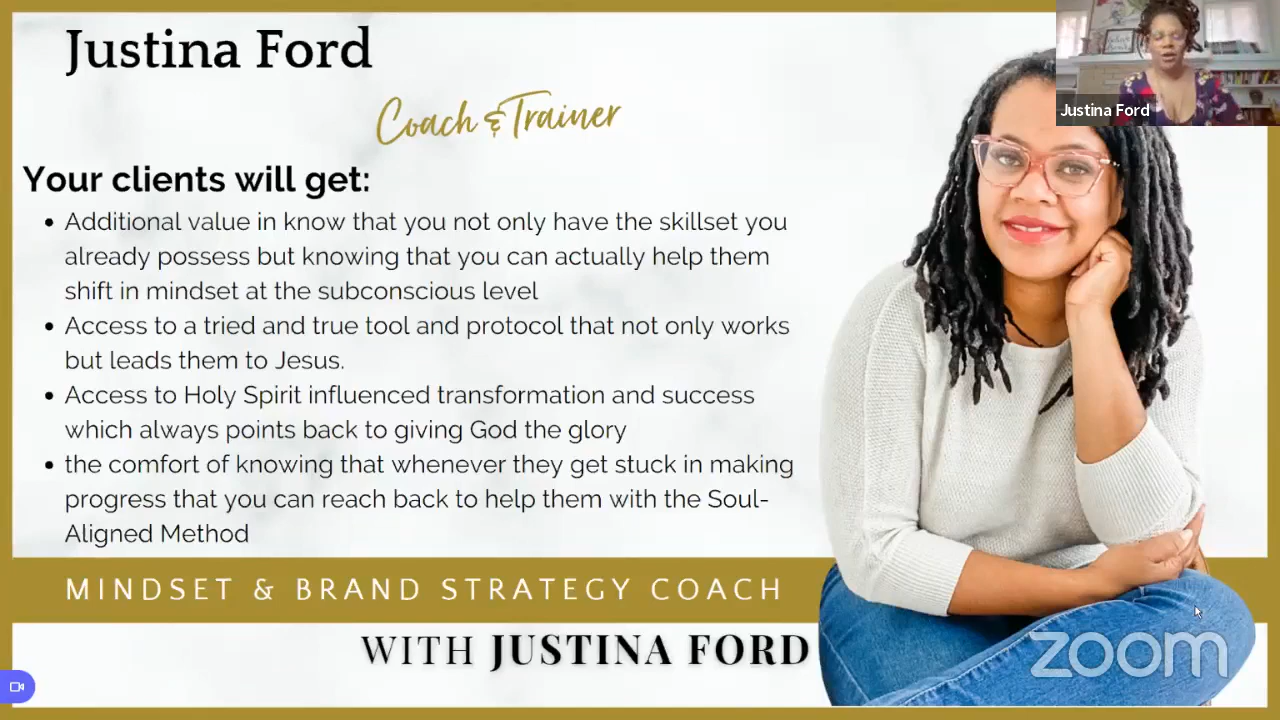 Justina Ford
Coach & Trainer
Justina Ford
Your clients will get:
Additional value in know that you not only have the skillset you
already possess but knowing that you can actually help them
shift in mindset at the subconscious level
Access to a tried and true tool and protocol that not only works
but leads them to Jesus.
Access to Holy Spirit influenced transformation and success
which always points back to giving God the glory
the comfort of knowing that whenever they get stuck in making
progress that you can reach back to help them with the Soul-
Aligned Method
MINDSET & BRAND STRATEGY COACH
WITH JUSTINA FORD
zoom